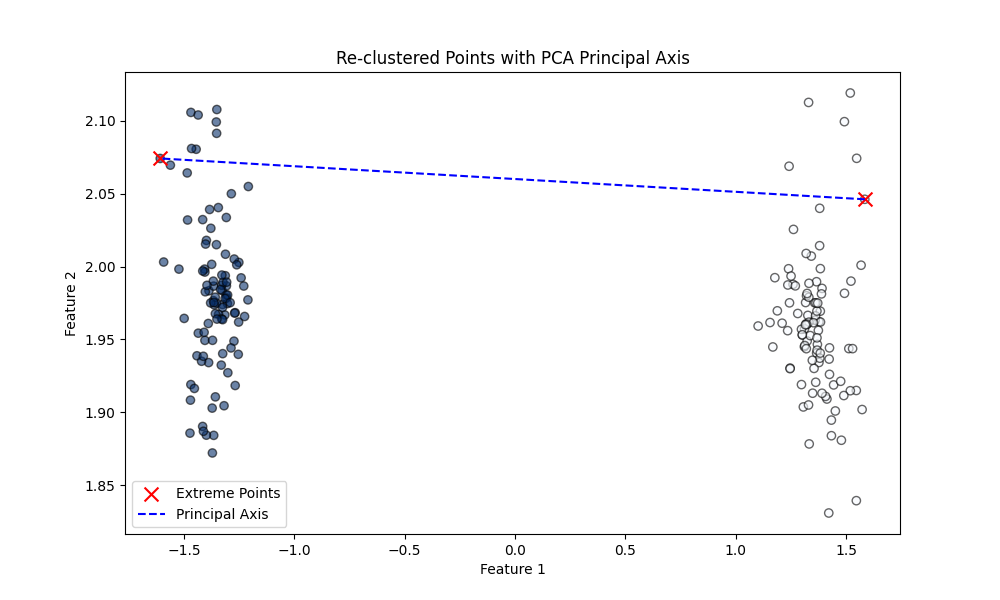 Re-clustered Points with PCA Principal Axis
Feature 2
2.10
2.05
2.00
1.95
1.90
1.85
Extreme Points
Principal Axis
−1.5
−1.0
−0.5
0.0
0.5
1.0
1.5
Feature 1